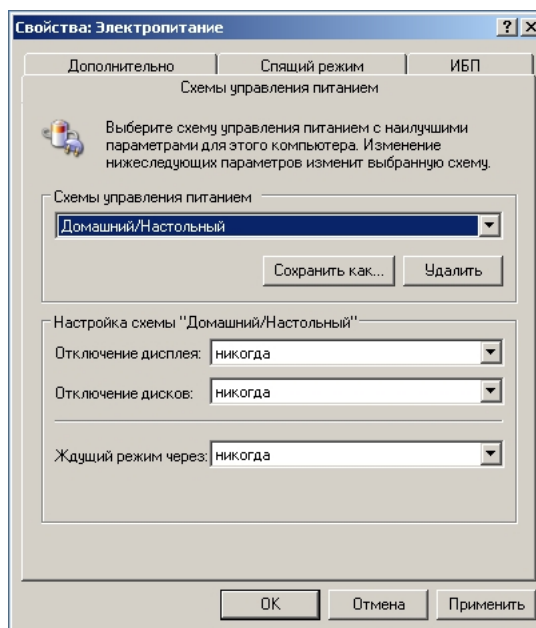 Свойства: Электропитание
Дополнительно
Спящий режим
ИБП
Схемы управления питанием
Выберите схему управления питанием с наилучшими
параметрами для этого компьютера. Изменение
нижеследующих параметров изменит выбранную схему.
Схемы управления питанием
Домашний/Настольный
Сохранить как...
Удалить
Настройка схемы "Домашний/Настольный"
Отключение дисплея: никогда
Отключение дисков: никогда
Ждущий режим через: никогда
OK
Отмена
Применить